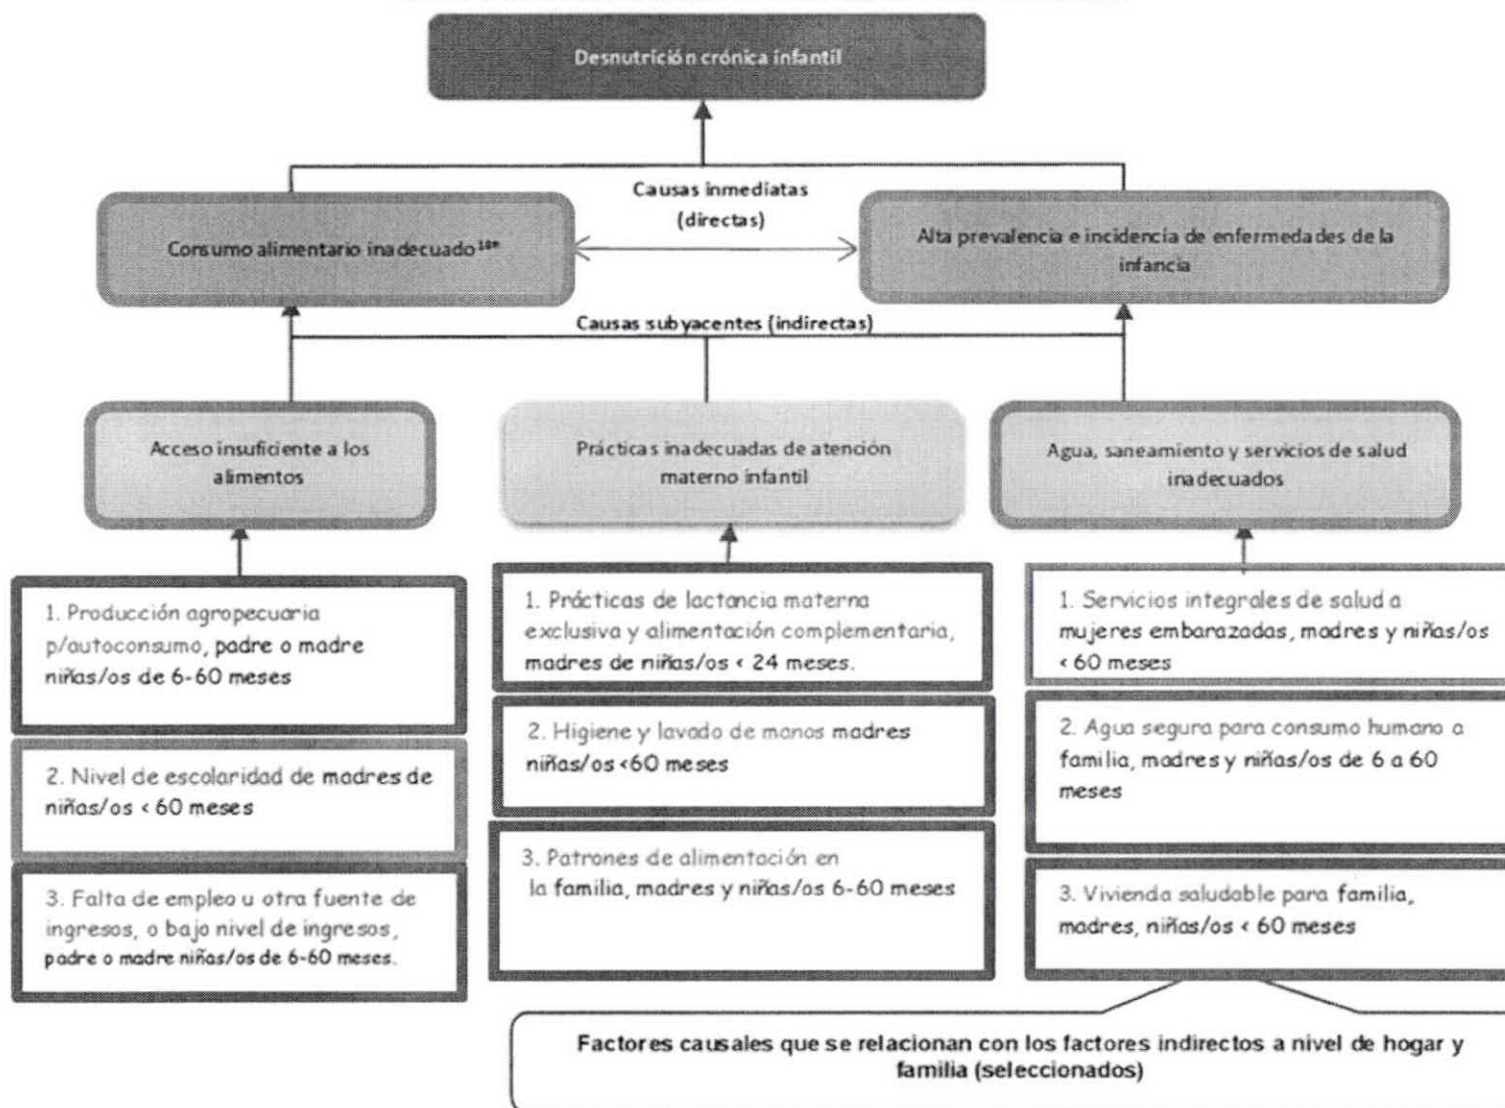 Desnutrición crónica infantil
Causas inmediatas
(directas)
Consumo alimentario inadecuado
Alta prevalencia e incidencia de enfermedades de la
infancia
Causas subyacentes (indirectas)
Acceso insuficiente a los
alimentos
Prácticas inadecuadas de atención
materno infantil
Agua, saneamiento y servicios de salud
inadecuados
1. Producción agropecuaria
p/autoconsumo, padre o madre
niñas/os de 6-60 meses
2. Nivel de escolaridad de madres de
niñas/os < 60 meses
3. Falta de empleo u otra fuente de
ingresos, o bajo nivel de ingresos,
padre o madre niñas/os de 6-60 meses.
1. Prácticas de lactancia materna
exclusiva y alimentación complementaria,
madres de niñas/os < 24 meses.
2. Higiene y lavado de manos madres
niñas/os <60 meses
3. Patrones de alimentación en
la familia, madres y niñas/os 6-60 meses
1. Servicios integrales de salud a
mujeres embarazadas, madres y niñas/os
< 60 meses
2. Agua segura para consumo humano a
familia, madres y niñas/os de 6 a 60
meses
3. Vivienda saludable para familia,
madres, niñas/os < 60 meses
Factores causales que se relacionan con los factores indirectos a nivel de hogar y
familia (seleccionados)